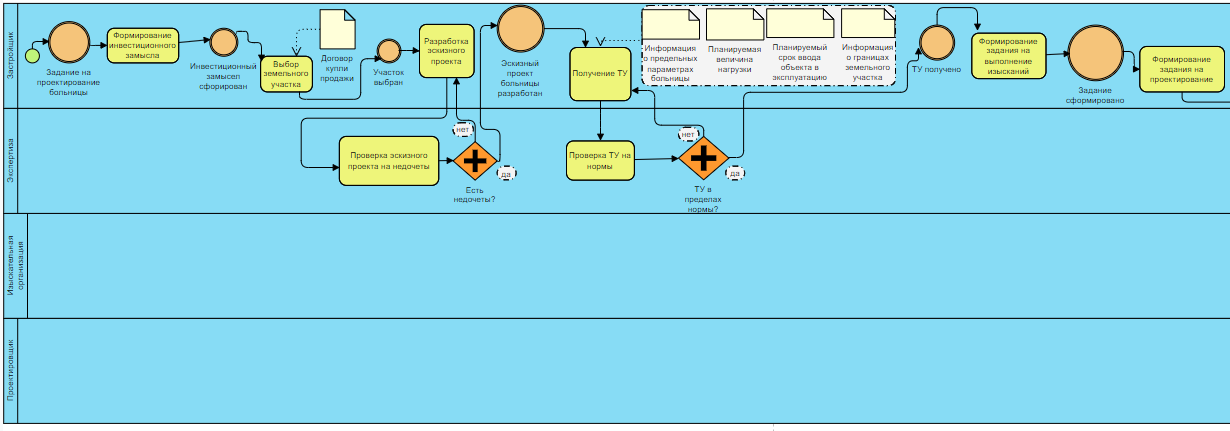 Застройщик
Задание на
проектирование
больницы
Формирование
инвестиционного
замысла
Инвестиционный
замысел
сфорирован
Выбор
земельного
участка
Договор
купли
продажи
Участок
выбран
Разработка
эскизного
проекта
Эскизный
проект
больницы
разработан
Получение ТУ
Информация
о предельных
параметрах
больницы
Планируемая
величина
нагрузки
Планируемый
срок ввода
объекта в
эксплуатацию
Информация
о границах
земельного
участка
ТУ получено
Формирование
задания на
выполнение
изысканий
Задание
сформировано
Формирование
задания на
проектирование
Экспертиза
Проверка эскизного
проекта на недочеты
нет
да
Есть
недочеты?
Проверка ТУ на
нормы
нет
да
ТУ в
пределах
нормы?
Изыскательная
организация
Проектировщик